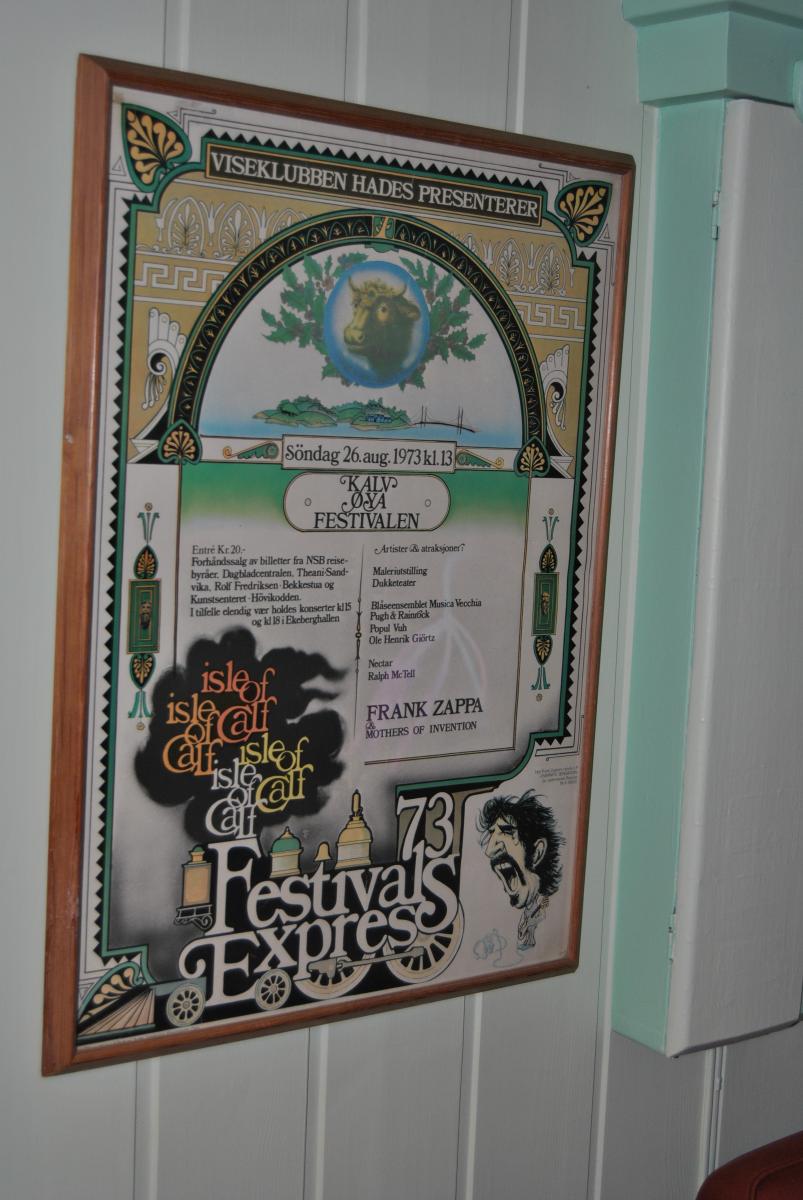 VISEKLUBBEN HADES PRESENTERER
Söndag 26. aug. 1973 kl. 13
KALV
ØYA
FESTIVALEN
Entré Kr. 20.-
Forhåndssalg av billetter fra NSB reise-
byråer, Dagbladcentralen, Theani-Sand-
vika, Rolf Fredriksen-Bekkestua og
Kunstsenteret-Hövikodden.
I tilfelle elendig vær holdes konserter kl 15
og kl 18 i Ekeberghallen
Artister & atraksjoner:
Maleriutstilling
Dukketeater
Blåseensemblet Musica Vecchia
Pugh & Rainrock
Popul Vuh
Ole Henrik Giörtz
Nectar
Ralph McTell
FRANK ZAPPA
&
MOTHERS OF INVENTION
isle of
Calf
isle
of
Calf
isle of
Calf
isle
of
Calf
73
Festivals
Express